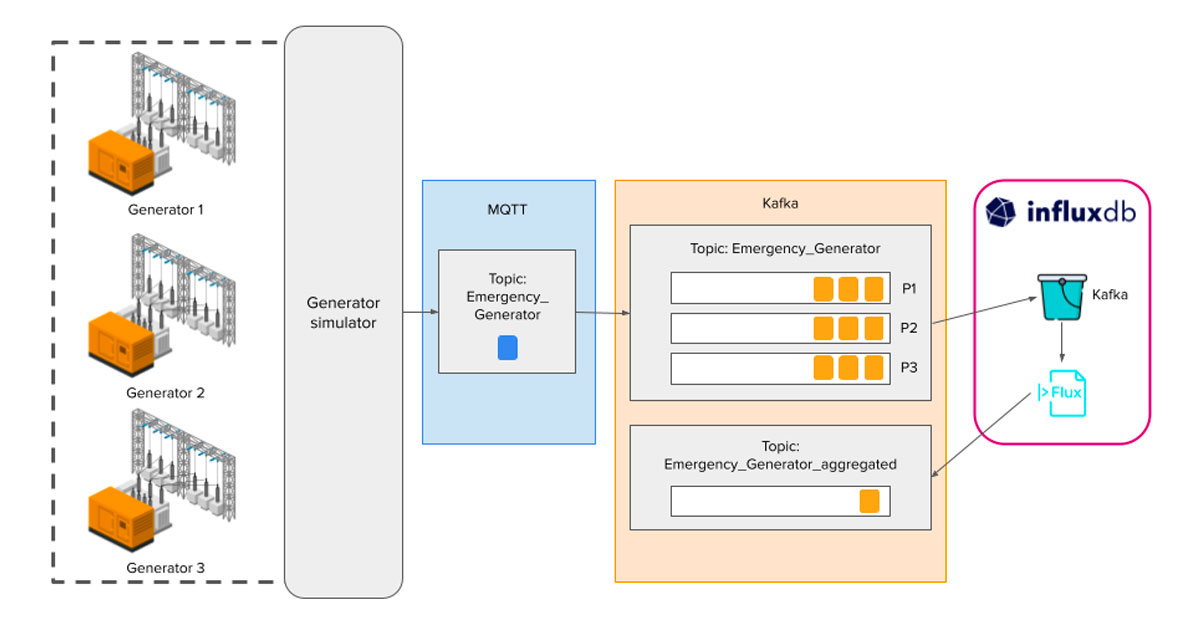 Generator 1
Generator 2
Generator 3
Generator
simulator
MQTT
Topic:
Emergency_
Generator
Kafka
Topic: Emergency_Generator
P1
P2
P3
Topic:
Emergency_Generator_aggregated
influxdb
Kafka
|> Flux